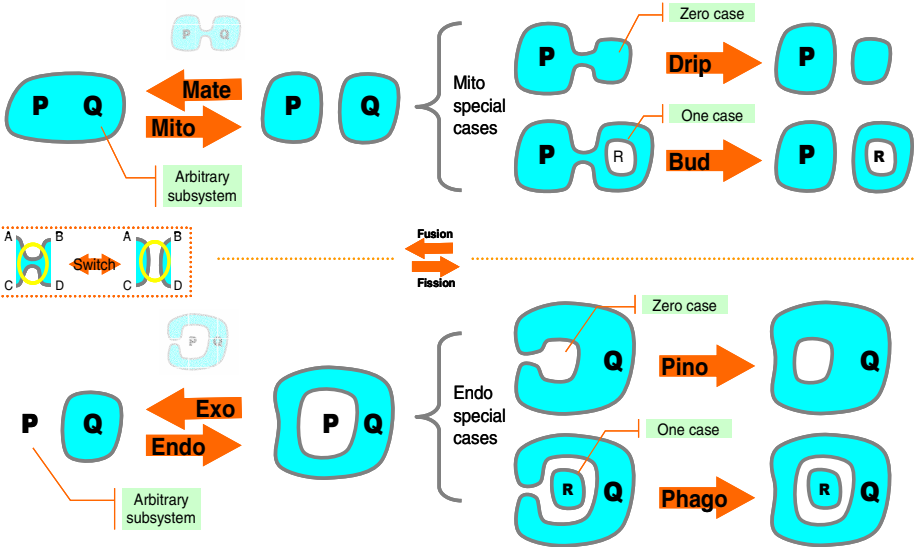 P Q
Zero case
P
Drip
P
Mate
P Q
Mito
P
Q
Mito
special
cases
One case
P
R
Bud
P
R
Arbitrary
subsystem
A B
C D
Switch
A B
C D
Fusion
Fission
P Q
Zero case
Q
Pino
Q
P
Q
Exo
Endo
P Q
Endo
special
cases
One case
R
Q
Phago
R
Q
Arbitrary
subsystem